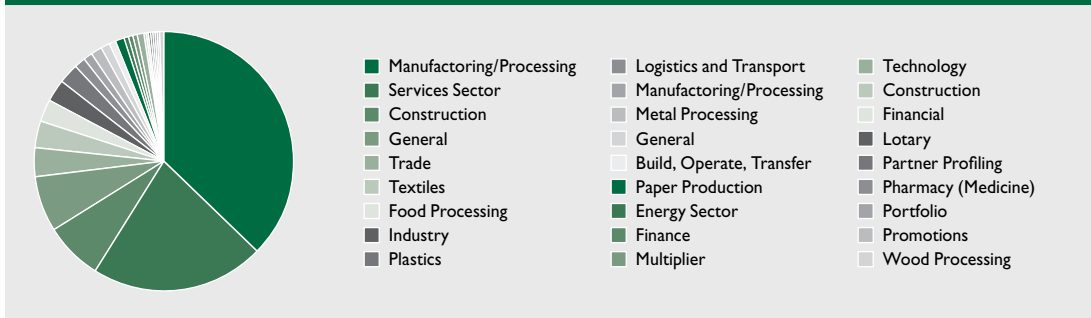 Manufactoring/Processing
Services Sector
Construction
General
Trade
Textiles
Food Processing
Industry
Plastics
Logistics and Transport
Manufactoring/Processing
Metal Processing
General
Build, Operate, Transfer
Paper Production
Energy Sector
Finance
Multiplier
Technology
Construction
Financial
Lotary
Partner Profiling
Pharmacy (Medicine)
Portfolio
Promotions
Wood Processing